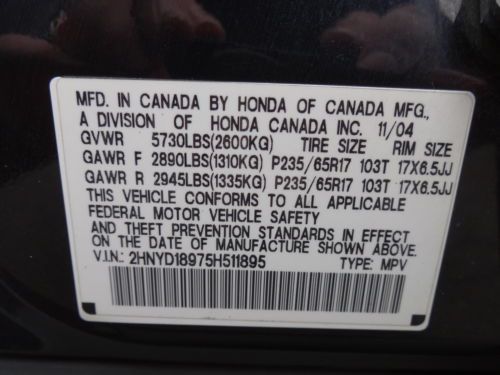 MFD. IN CANADA BY HONDA OF CANADA MFG.,
A DIVISION OF HONDA CANADA INC. 11/04
GVWR 5730LBS(2600KG) TIRE SIZE RIM SIZE
GAWR F 2890LBS(1310KG) P235/65R17 103T 17X6.5JJ
GAWR R 2945LBS(1335KG) P235/65R17 103T 17X6.5JJ
THIS VEHICLE CONFORMS TO ALL APPLICABLE
FEDERAL MOTOR VEHICLE SAFETY
AND THEFT PREVENTION STANDARDS IN EFFECT
ON THE DATE OF MANUFACTURE SHOWN ABOVE.
V.I.N.: 2HNYD18975H511895 TYPE: MPV